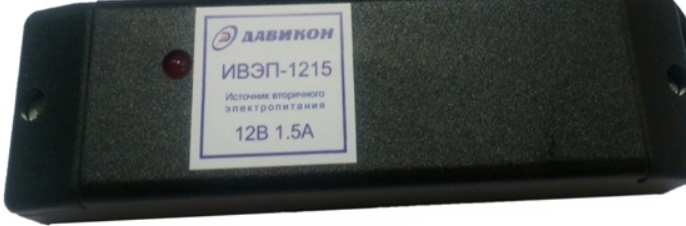 ДАВИКОН
ИВЭП-1215
Источник вторичного
электропитания
12В 1.5А